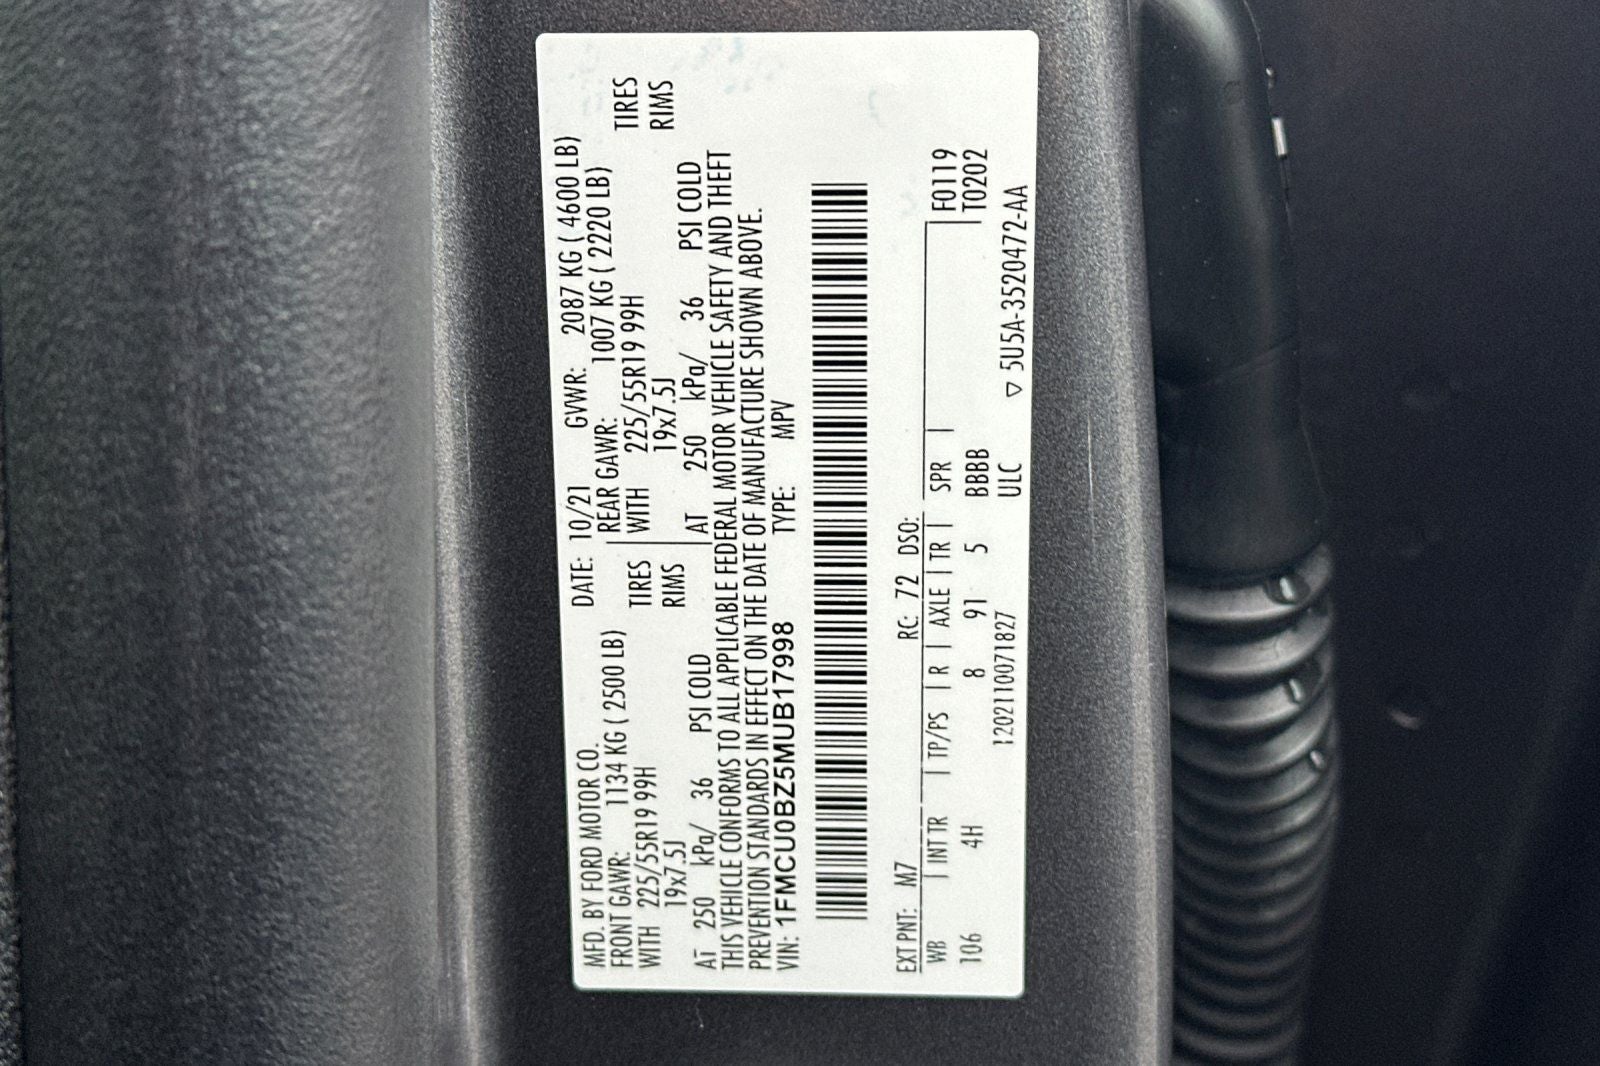 MFD. BY FORD MOTOR CO. DATE: 10/21 GVWR: 2087 KG ( 4600 LB)
FRONT GAWR: 1134 KG ( 2500 LB) REAR GAWR: 1007 KG ( 2220 LB)
WITH 225/55R19 99H TIRES WITH 225/55R19 99H TIRES
19x7.5J RIMS 19x7.5J RIMS
AT 250 kPa/ 36 PSI COLD AT 250 kPa/ 36 PSI COLD
THIS VEHICLE CONFORMS TO ALL APPLICABLE FEDERAL MOTOR VEHICLE SAFETY AND THEFT
PREVENTION STANDARDS IN EFFECT ON THE DATE OF MANUFACTURE SHOWN ABOVE.
VIN: 1FMCU0BZ5MUB17998 TYPE: MPV
EXT PNT: M7 RC: 72 DSO:
WB | INT TR | TP/PS | R | AXLE | TR | SPR | F0119
106 4H 8 91 5 BBBB T0202
120211007​1827 ULC ▽ 5U5A-3520472-AA